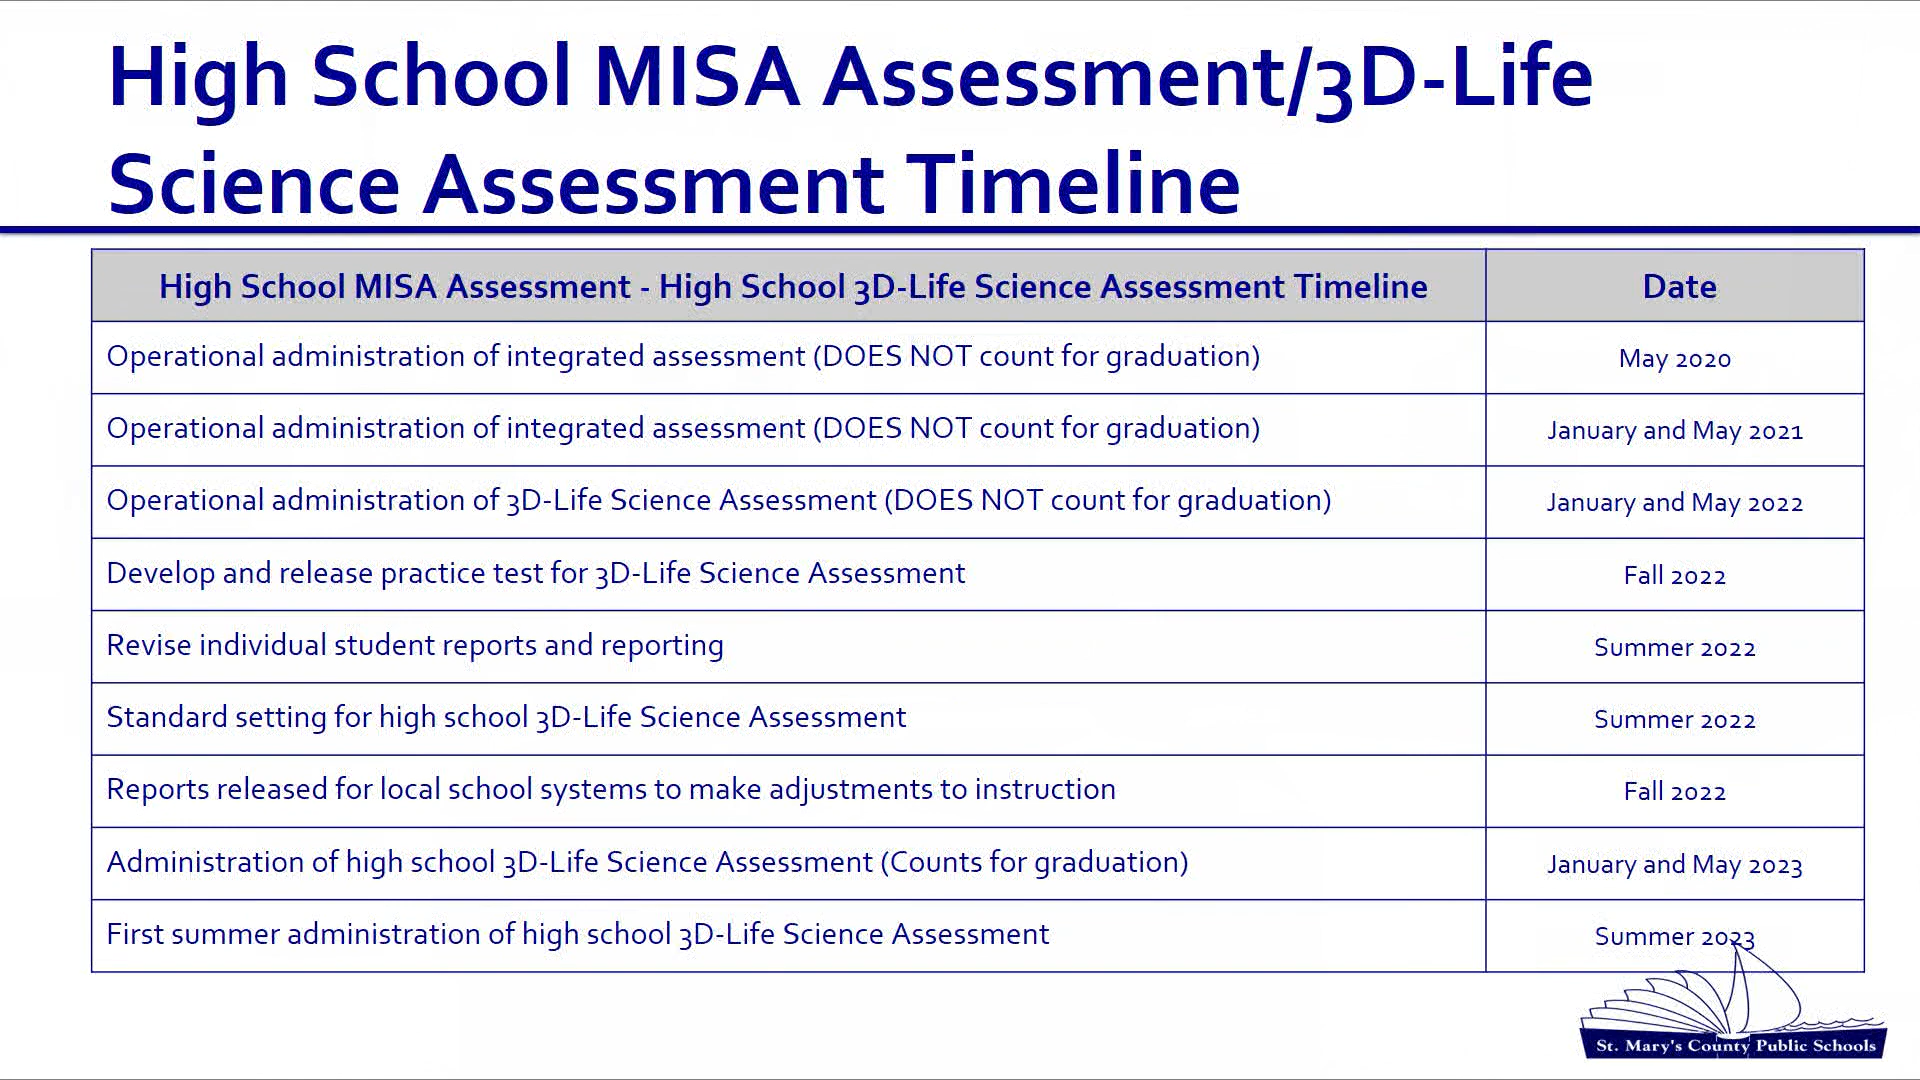 High School MISA Assessment/3D-Life
Science Assessment Timeline
High School MISA Assessment - High School 3D-Life Science Assessment Timeline Date
Operational administration of integrated assessment (DOES NOT count for graduation) May 2020
Operational administration of integrated assessment (DOES NOT count for graduation) January and May 2021
Operational administration of 3D-Life Science Assessment (DOES NOT count for graduation) January and May 2022
Develop and release practice test for 3D-Life Science Assessment Fall 2022
Revise individual student reports and reporting Summer 2022
Standard setting for high school 3D-Life Science Assessment Summer 2022
Reports released for local school systems to make adjustments to instruction Fall 2022
Administration of high school 3D-Life Science Assessment (Counts for graduation) January and May 2023
First summer administration of high school 3D-Life Science Assessment Summer 2023
St. Mary's County Public Schools